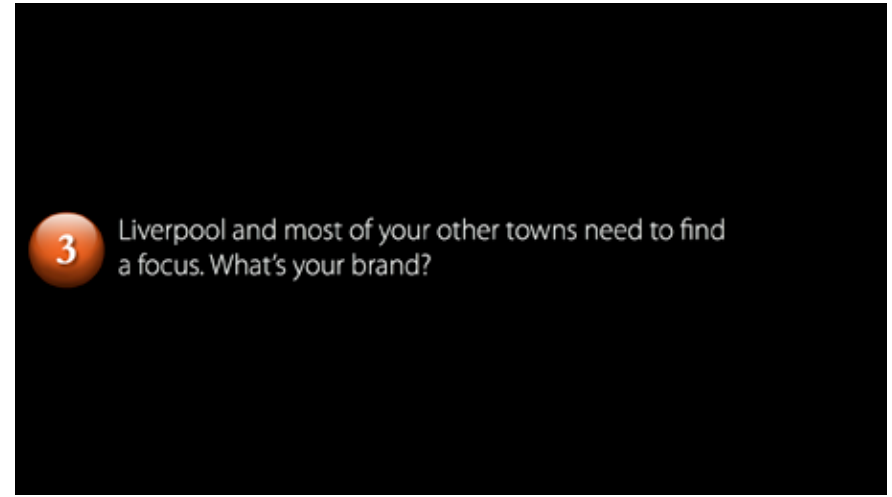 3
Liverpool and most of your other towns need to find
a focus. What's your brand?